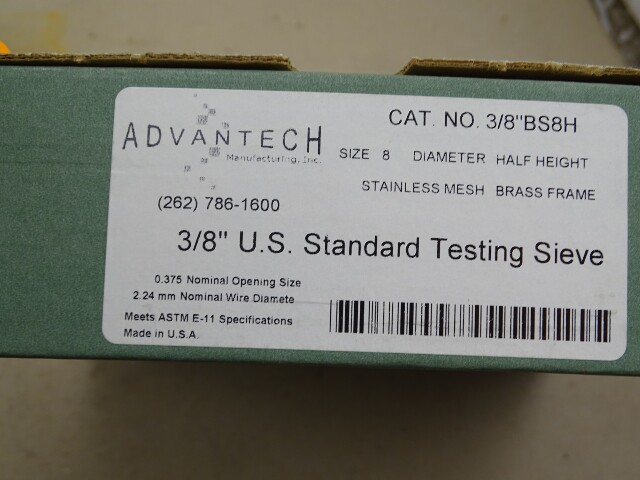 ADVANTECH
Manufacturing, Inc.
(262) 786-1600
CAT. NO. 3/8"BS8H
SIZE 8 DIAMETER HALF HEIGHT
STAINLESS MESH BRASS FRAME
3/8" U.S. Standard Testing Sieve
0.375 Nominal Opening Size
2.24 mm Nominal Wire Diamete
Meets ASTM E-11 Specifications
Made in U.S.A.